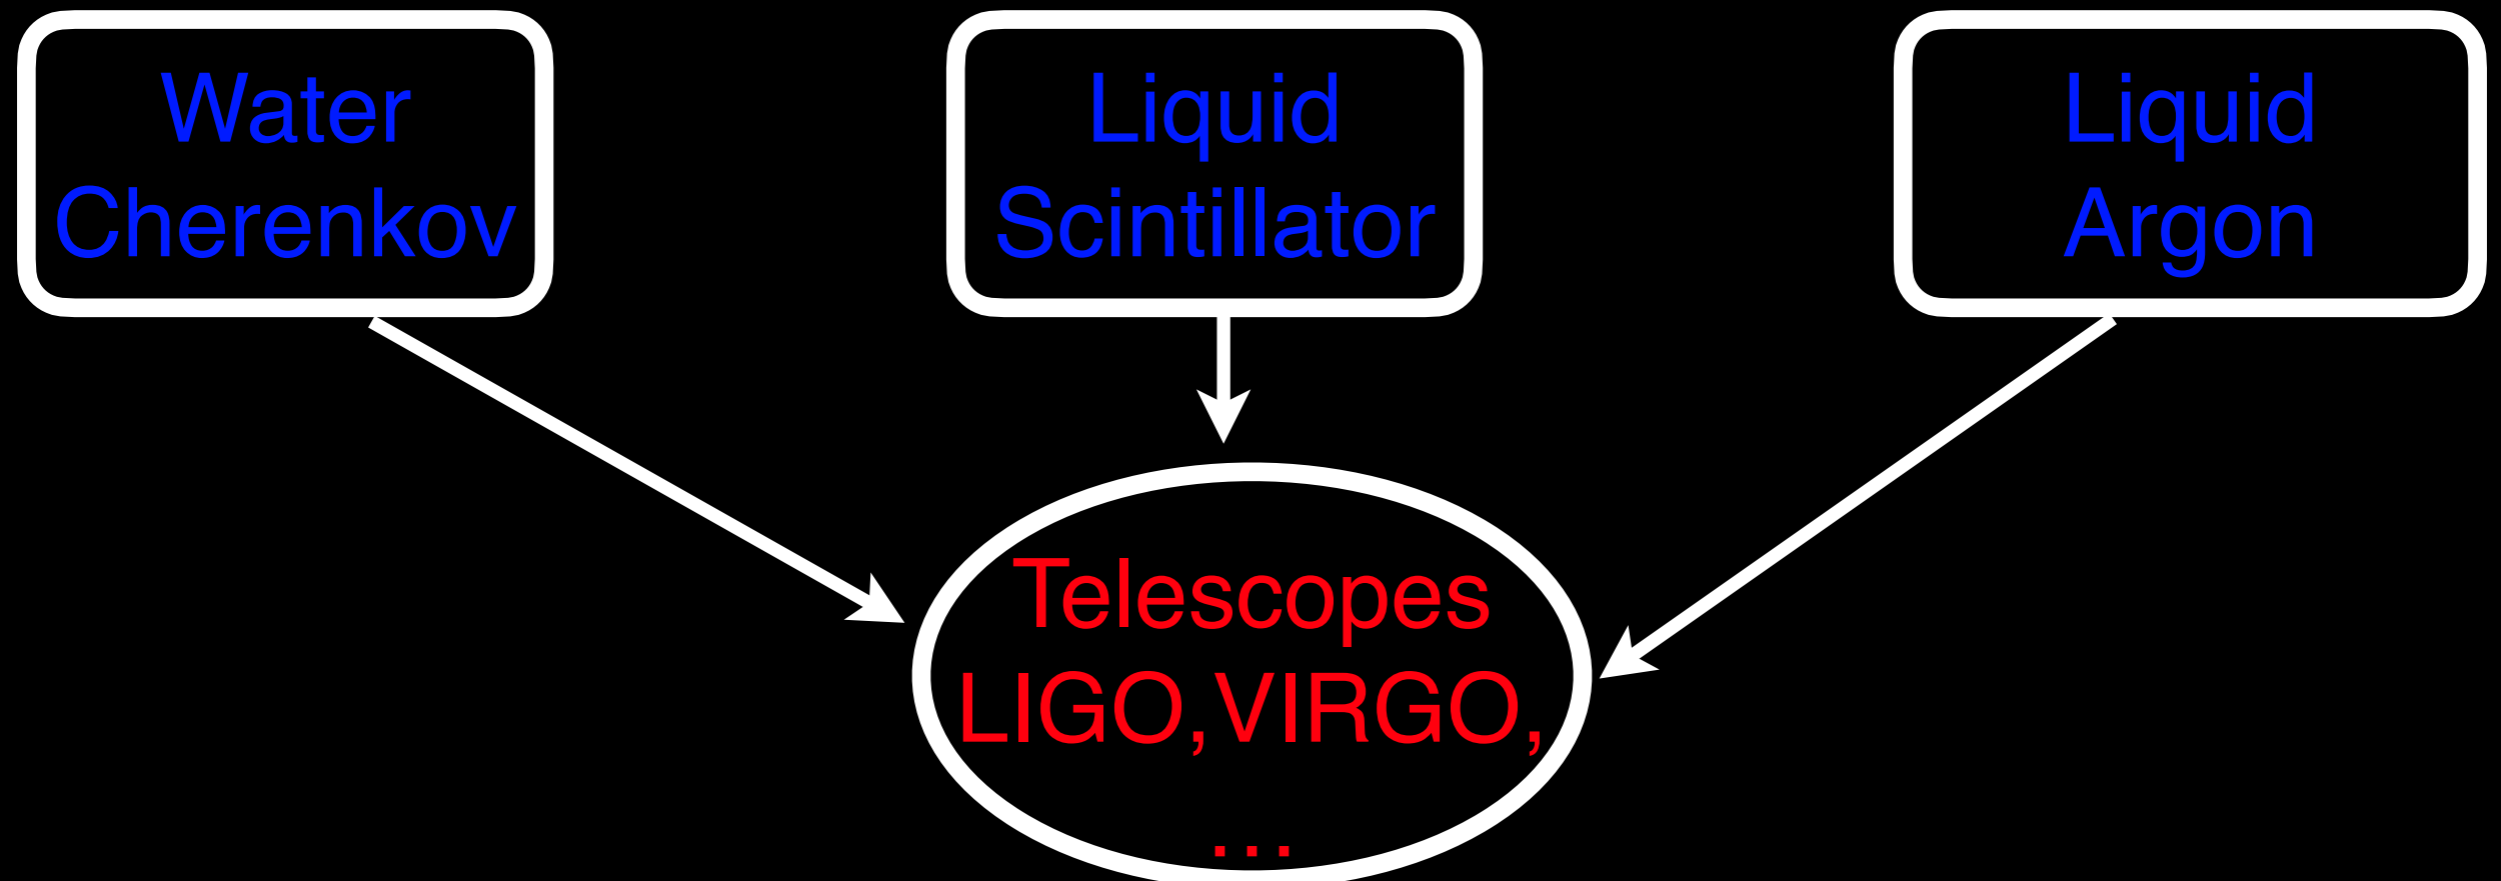 Water
Cherenkov
Liquid
Scintillator
Liquid
Argon
Telescopes
LIGO,VIRGO,
...